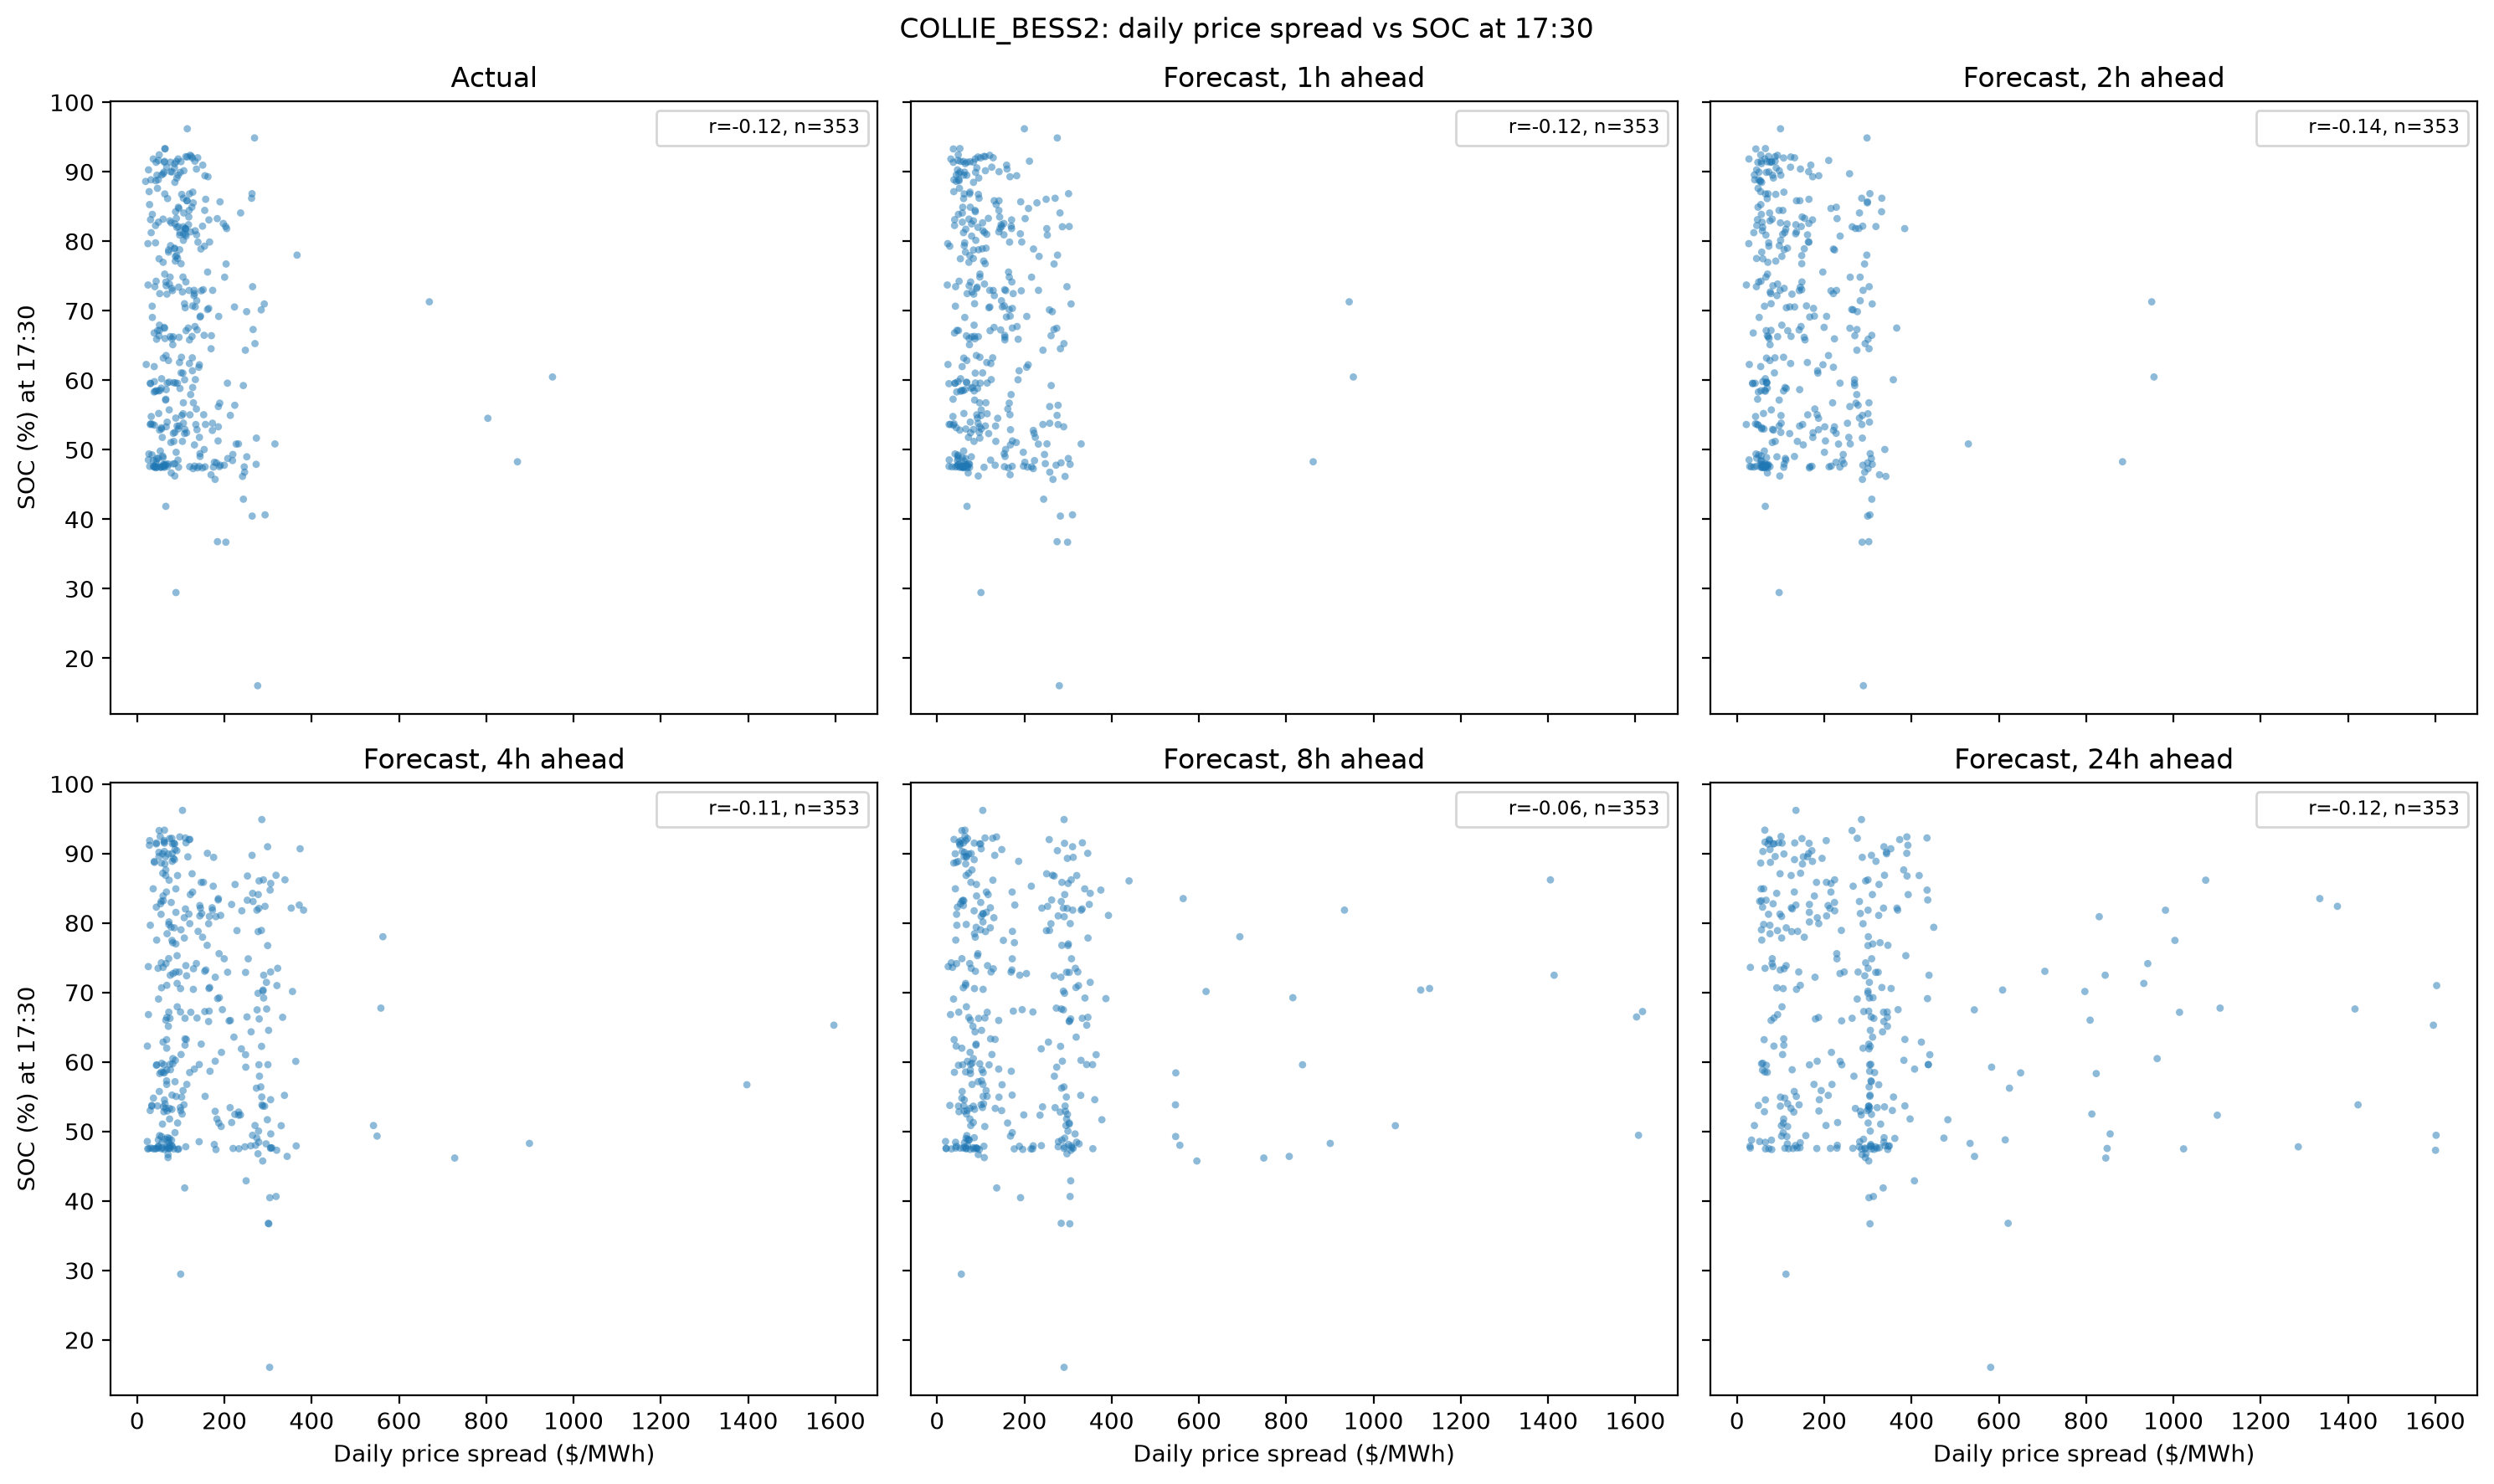 COLLIE_BESS2: daily price spread vs SOC at 17:30
Actual
Forecast, 1h ahead
Forecast, 2h ahead
r=-0.12, n=353
r=-0.12, n=353
r=-0.14, n=353
SOC (%) at 17:30
100
90
80
70
60
50
40
30
20
Forecast, 4h ahead
Forecast, 8h ahead
Forecast, 24h ahead
r=-0.11, n=353
r=-0.06, n=353
r=-0.12, n=353
SOC (%) at 17:30
100
90
80
70
60
50
40
30
20
0 200 400 600 800 1000 1200 1400 1600
0 200 400 600 800 1000 1200 1400 1600
0 200 400 600 800 1000 1200 1400 1600
Daily price spread ($/MWh)
Daily price spread ($/MWh)
Daily price spread ($/MWh)